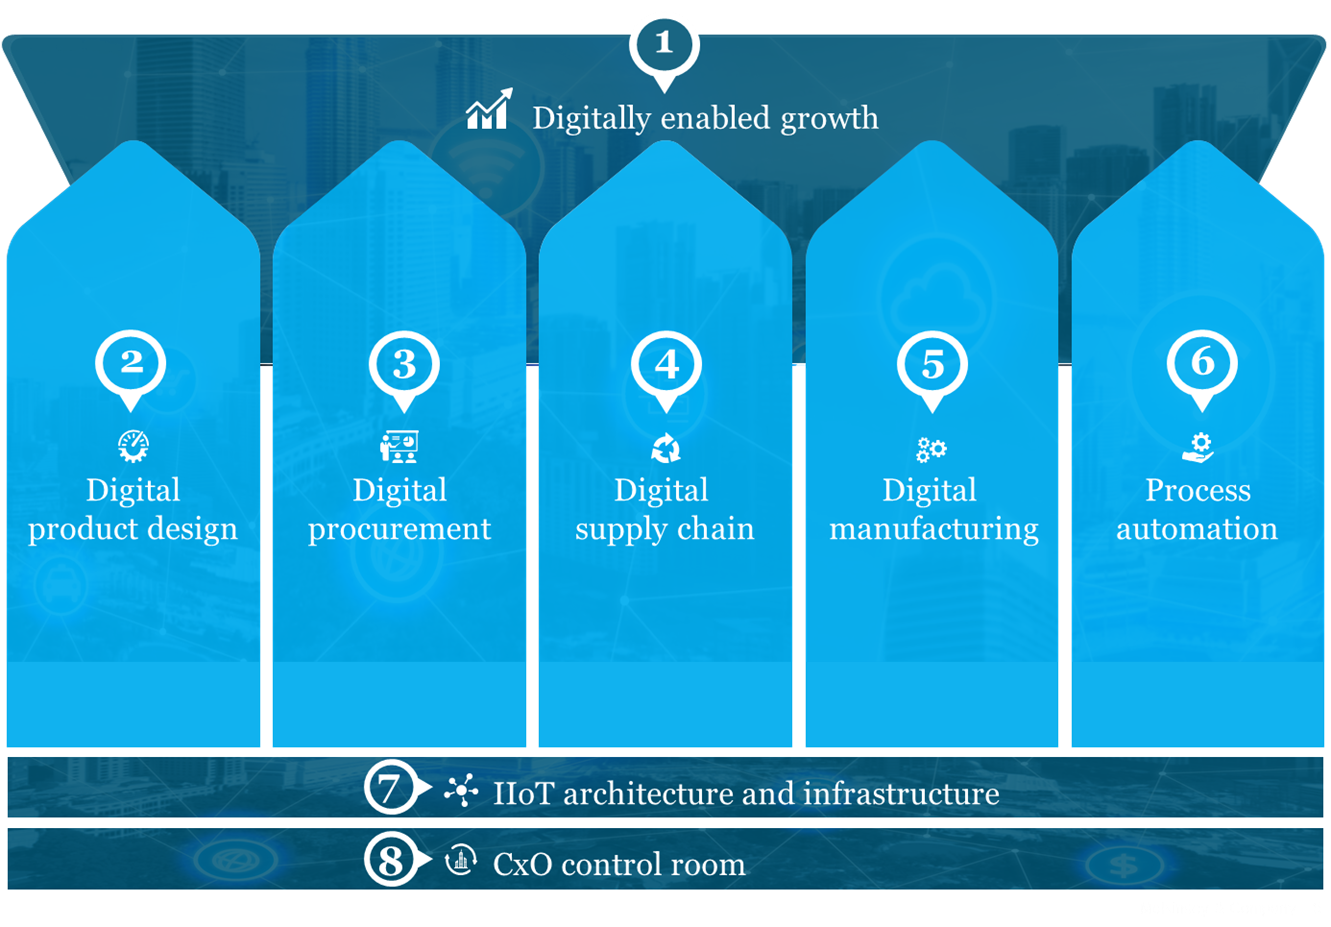 1
Digitally enabled growth
2
Digital
product design
3
Digital
procurement
4
Digital
supply chain
5
Digital
manufacturing
6
Process
automation
7 IIoT architecture and infrastructure
8 CxO control room